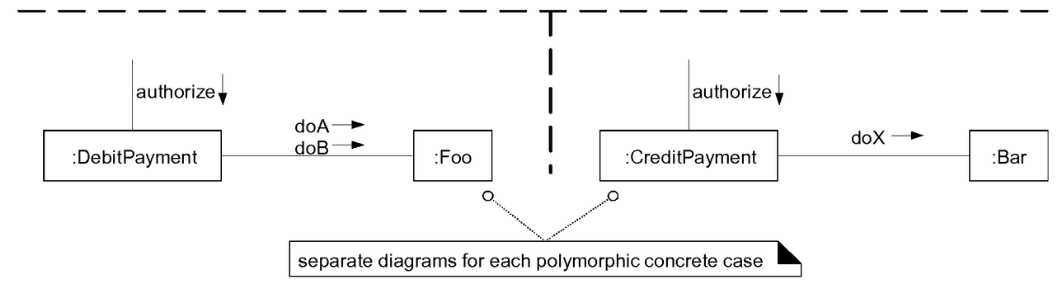 authorize
doA
doB
:DebitPayment
:Foo
authorize
doX
:CreditPayment
:Bar
separate diagrams for each polymorphic concrete case